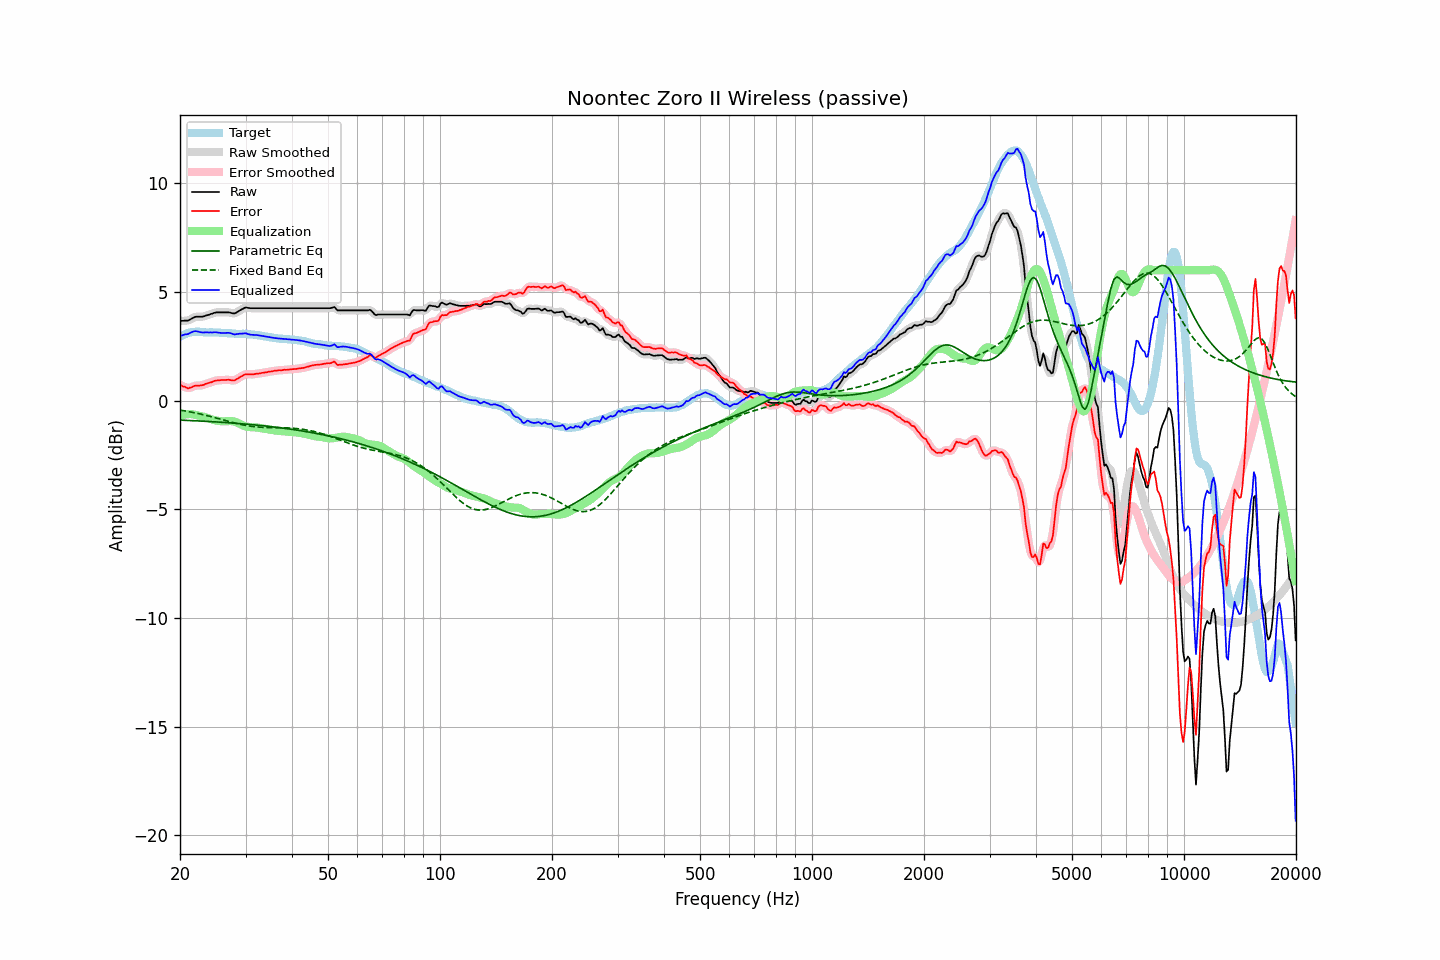 Noontec Zoro II Wireless (passive)
Target
Raw Smoothed
Error Smoothed
Raw
Error
Equalization
Parametric Eq
Fixed Band Eq
Equalized
10
5
0
−5
−10
−15
−20
Amplitude (dBr)
20 50 100 200 500 1000 2000 5000 10000 20000
Frequency (Hz)